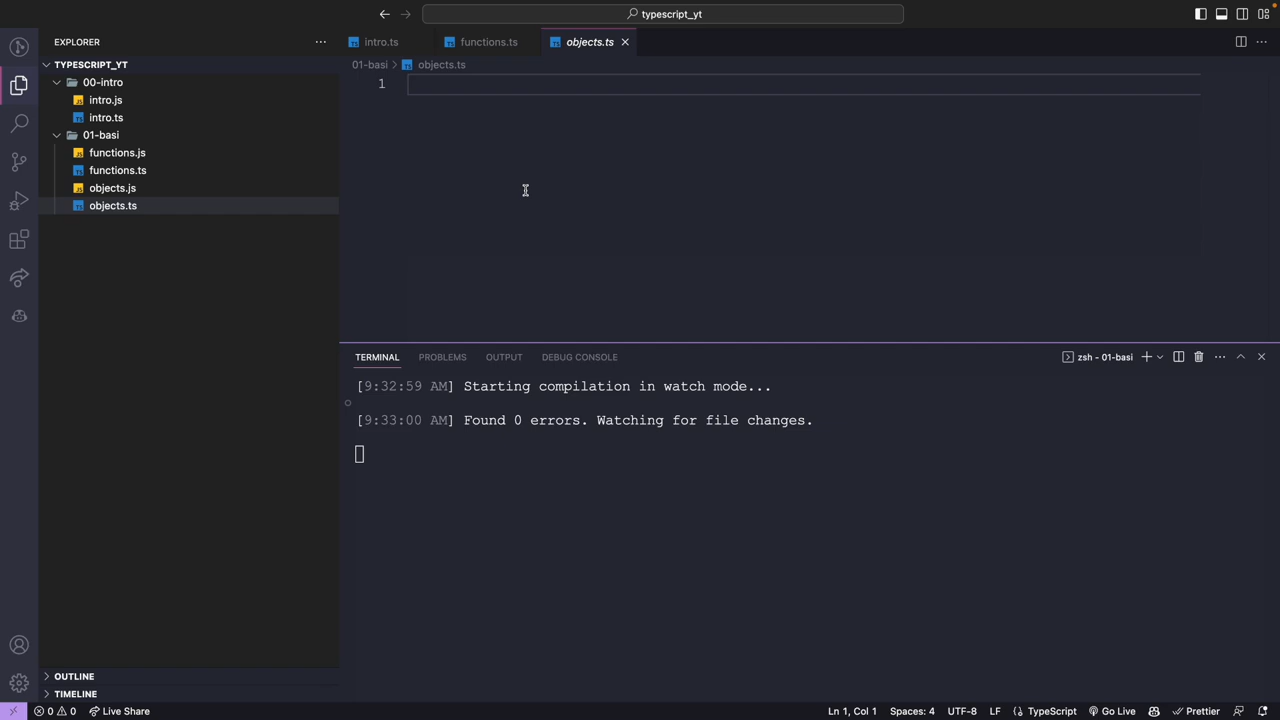 typescript_yt
EXPLORER
TYPESCRIPT_YT
00-intro
intro.js
intro.ts
01-basi
functions.js
functions.ts
objects.js
objects.ts
OUTLINE
TIMELINE
intro.ts
functions.ts
objects.ts
01-basi > objects.ts
1
TERMINAL
PROBLEMS
OUTPUT
DEBUG CONSOLE
zsh - 01-basi
[9:32:59 AM] Starting compilation in watch mode...
[9:33:00 AM] Found 0 errors. Watching for file changes.
0 0
Live Share
Ln 1, Col 1
Spaces: 4
UTF-8
LF
TypeScript
Go Live
Prettier